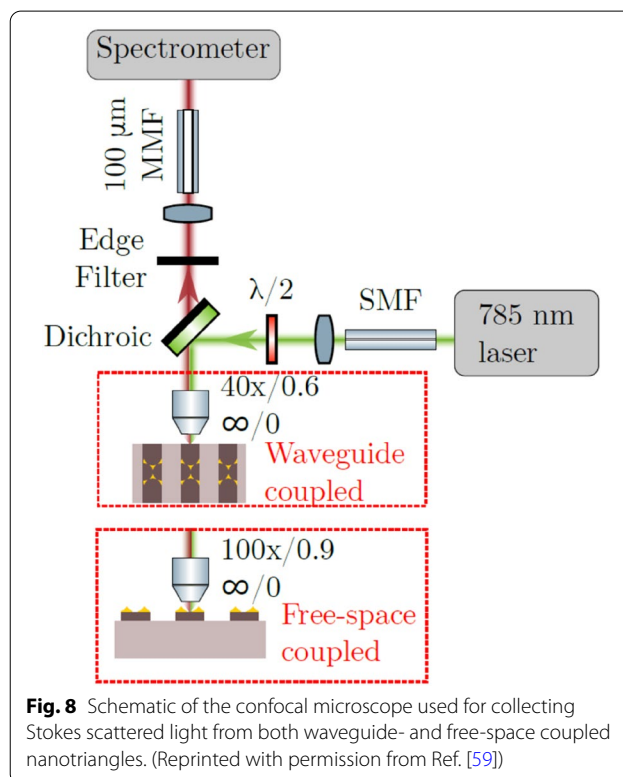 Spectrometer
100 μm
MMF
Edge
Filter
λ/2
SMF
785 nm
laser
Dichroic
40x/0.6
∞/0
Waveguide
coupled
100x/0.9
∞/0
Free-space
coupled
Fig. 8 Schematic of the confocal microscope used for collecting
Stokes scattered light from both waveguide- and free-space coupled
nanotriangles. (Reprinted with permission from Ref. [59])